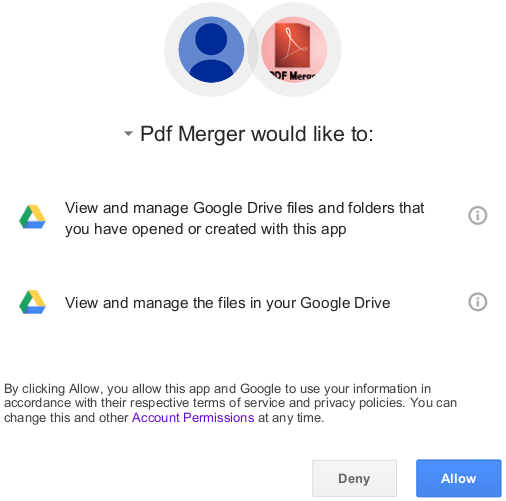 PDF Merge
Pdf Merger would like to:
View and manage Google Drive files and folders that
you have opened or created with this app
View and manage the files in your Google Drive
By clicking Allow, you allow this app and Google to use your information in
accordance with their respective terms of service and privacy policies. You can
change this and other Account Permissions at any time.
Deny
Allow